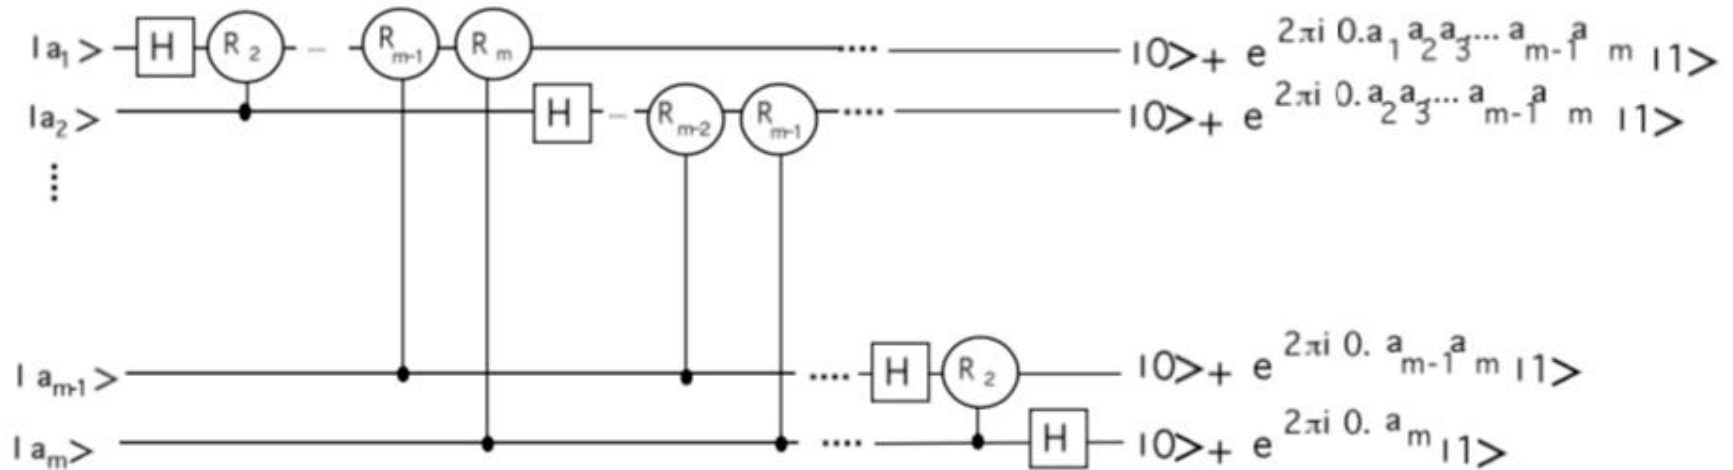 |a₁> H R₂ ... Rₘ₋₁ Rₘ .... |0>+ e^2πi 0.a₁a₂a₃....aₘ₋₁aₘ |1>
|a₂> H ... Rₘ₋₂ Rₘ₋₁ ..... |0>+ e^2πi 0.a₂a₃....aₘ₋₁aₘ |1>
|aₘ₋₁> .... H R₂ |0>+ e^2πi 0. aₘ₋₁aₘ |1>
|aₘ> .... H |0>+ e^2πi 0. aₘ |1>